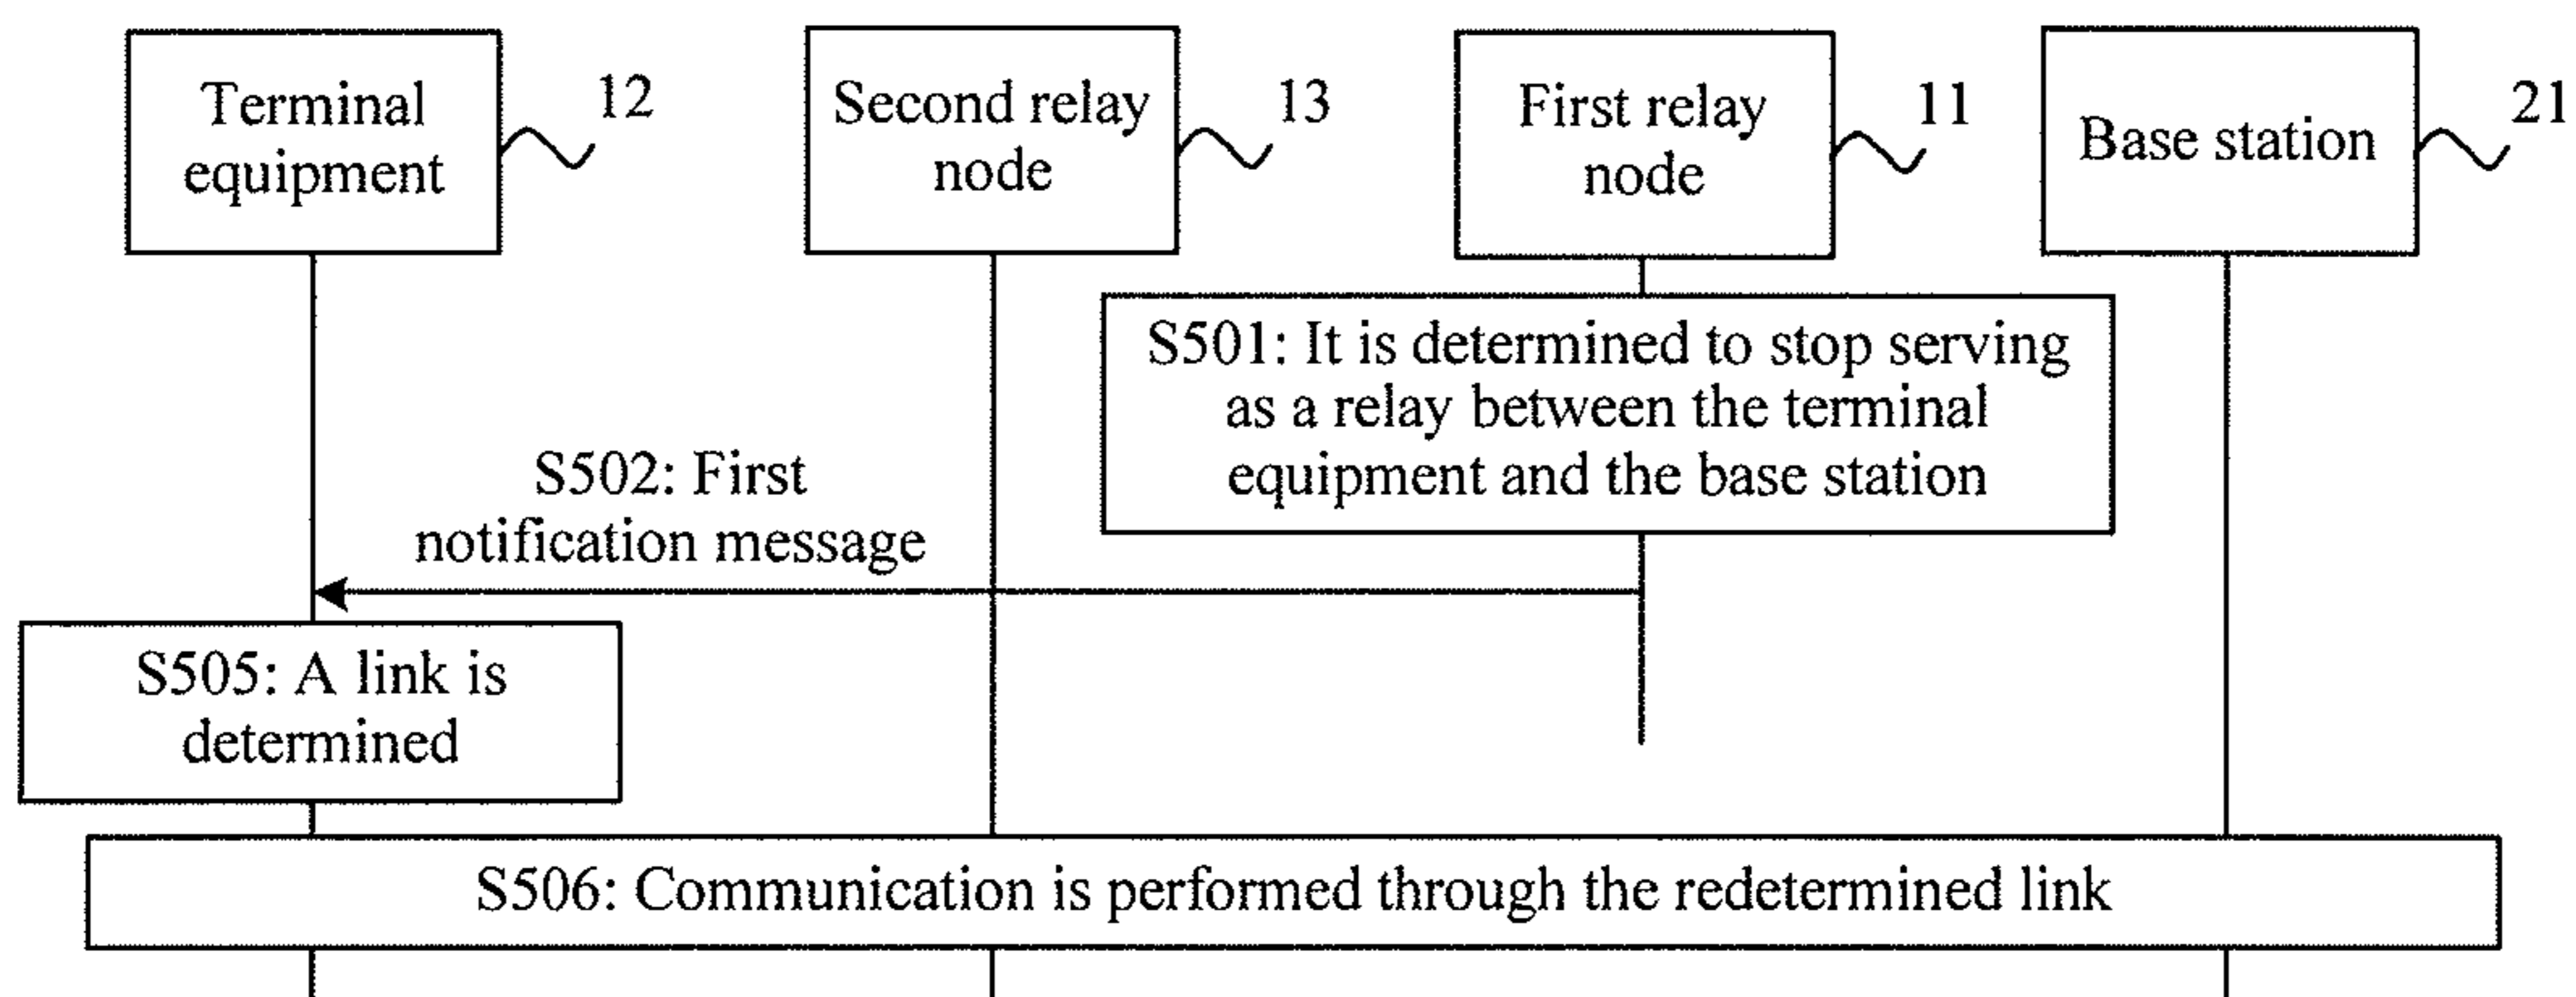 Terminal
equipment
12
Second relay
node
13
First relay
node
11
Base station
21
S501: It is determined to stop serving
as a relay between the terminal
equipment and the base station
S502: First
notification message
S505: A link is
determined
S506: Communication is performed through the redetermined link